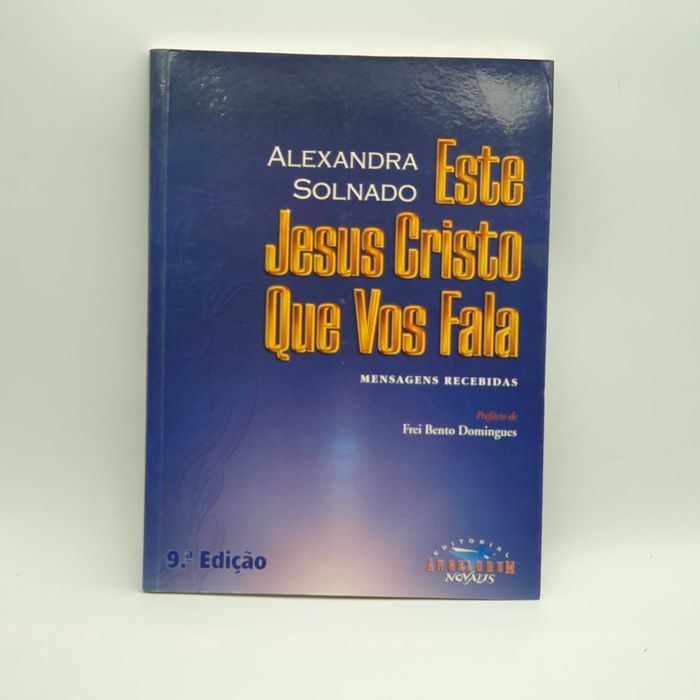 ALEXANDRA
SOLNADO
Este
Jesus Cristo
Que Vos Fala
MENSAGENS RECEBIDAS
Prefácio de
Frei Bento Domingues
9.ª Edição
EDITORIAL
ANGELORUM
NOVALIS